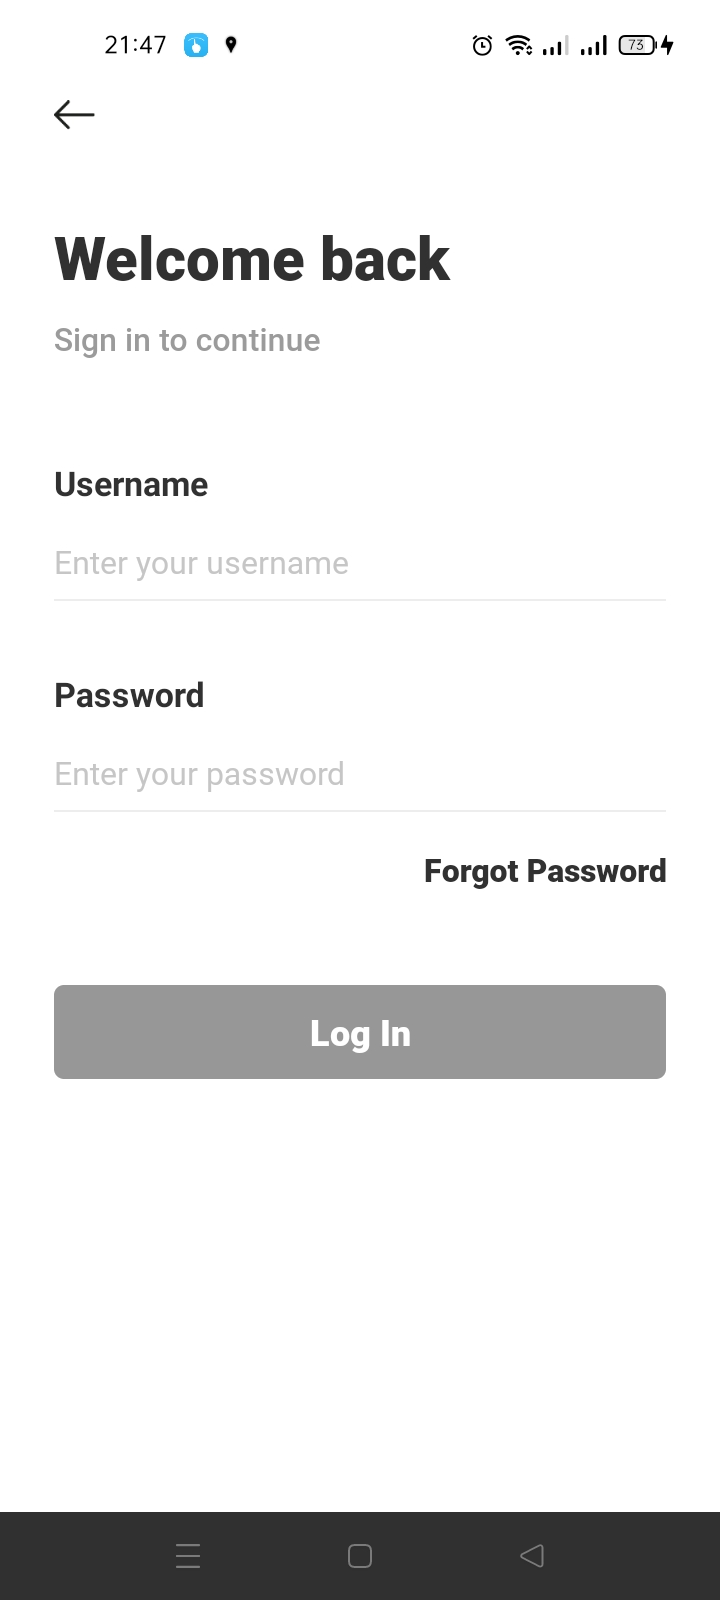 21:47
73
Welcome back
Sign in to continue
Username
Enter your username
Password
Enter your password
Forgot Password
Log In